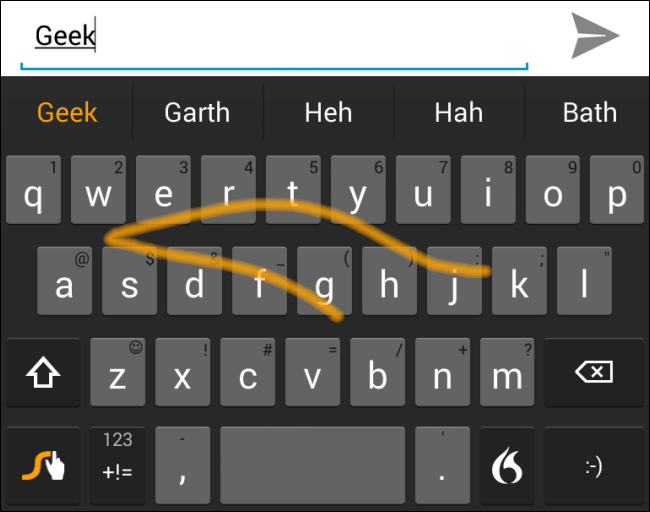 Geek
Geek Garth Heh Hah Bath
1 2 3 4 5 6 7 8 9 0
q w e r t y u i o p
@ $ & _ ( ) : ; "
a s d f g h j k l
! # = / + ?
z x c v b n m
123 - '
+!= , . :-)